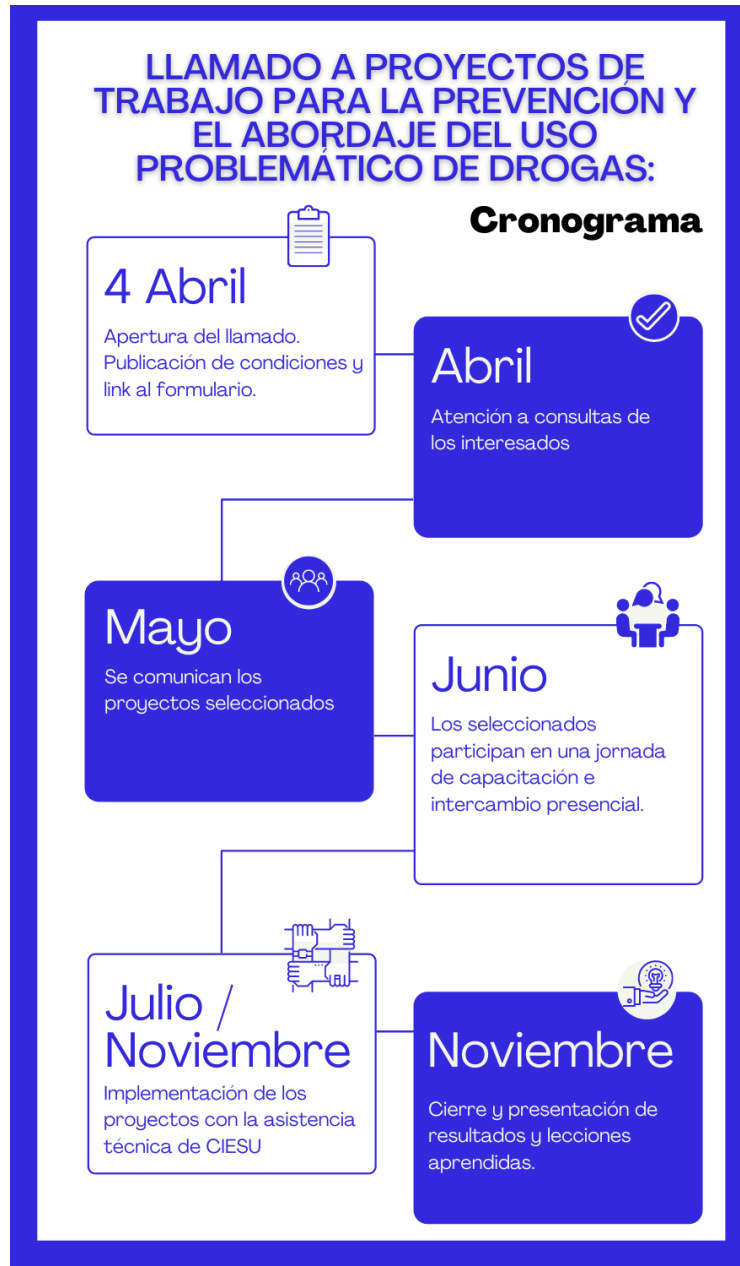 LLAMADO A PROYECTOS DE
TRABAJO PARA LA PREVENCIÓN Y
EL ABORDAJE DEL USO
PROBLEMÁTICO DE DROGAS:
Cronograma
4 Abril
Apertura del llamado.
Publicación de condiciones y
link al formulario.
Abril
Atención a consultas de
los interesados
Mayo
Se comunican los
proyectos seleccionados
Junio
Los seleccionados
participan en una jornada
de capacitación e
intercambio presencial.
Julio /
Noviembre
Implementación de los
proyectos con la asistencia
técnica de CIESU
Noviembre
Cierre y presentación de
resultados y lecciones
aprendidas.